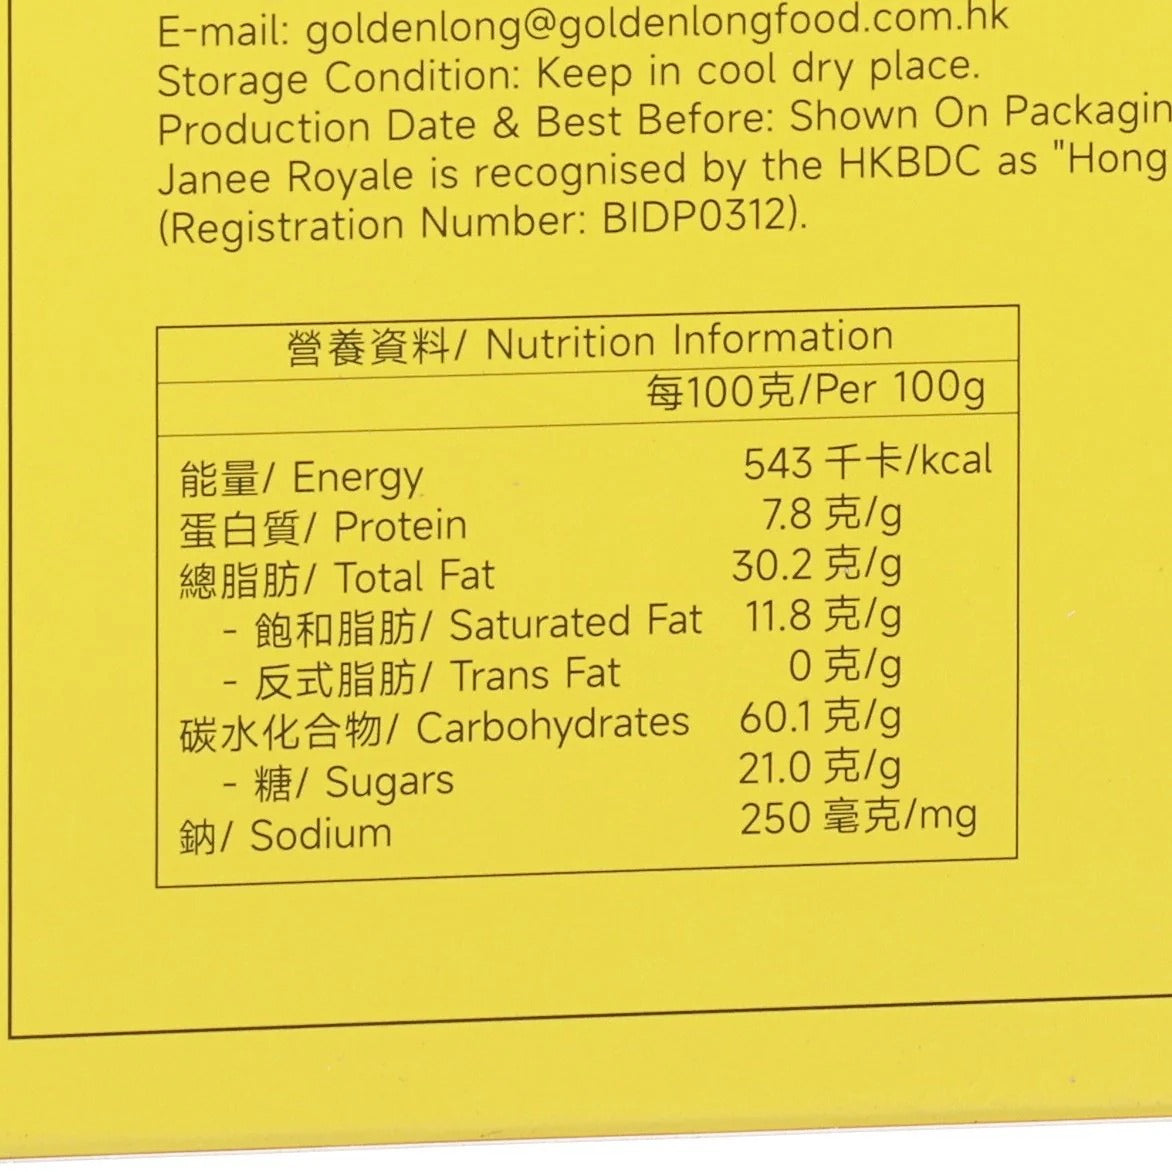 E-mail: goldenlong@goldenlongfood.com.hk
Storage Condition: Keep in cool dry place.
Production Date & Best Before: Shown On Packagin
Janee Royale is recognised by the HKBDC as "Hong
(Registration Number: BIDP0312).
營養資料/ Nutrition Information
每100克/Per 100g
能量/ Energy 543 千卡/kcal
蛋白質/ Protein 7.8 克/g
總脂肪/ Total Fat 30.2 克/g
- 飽和脂肪/ Saturated Fat 11.8 克/g
- 反式脂肪/ Trans Fat 0 克/g
碳水化合物/ Carbohydrates 60.1 克/g
- 糖/ Sugars 21.0 克/g
鈉/ Sodium 250 毫克/mg